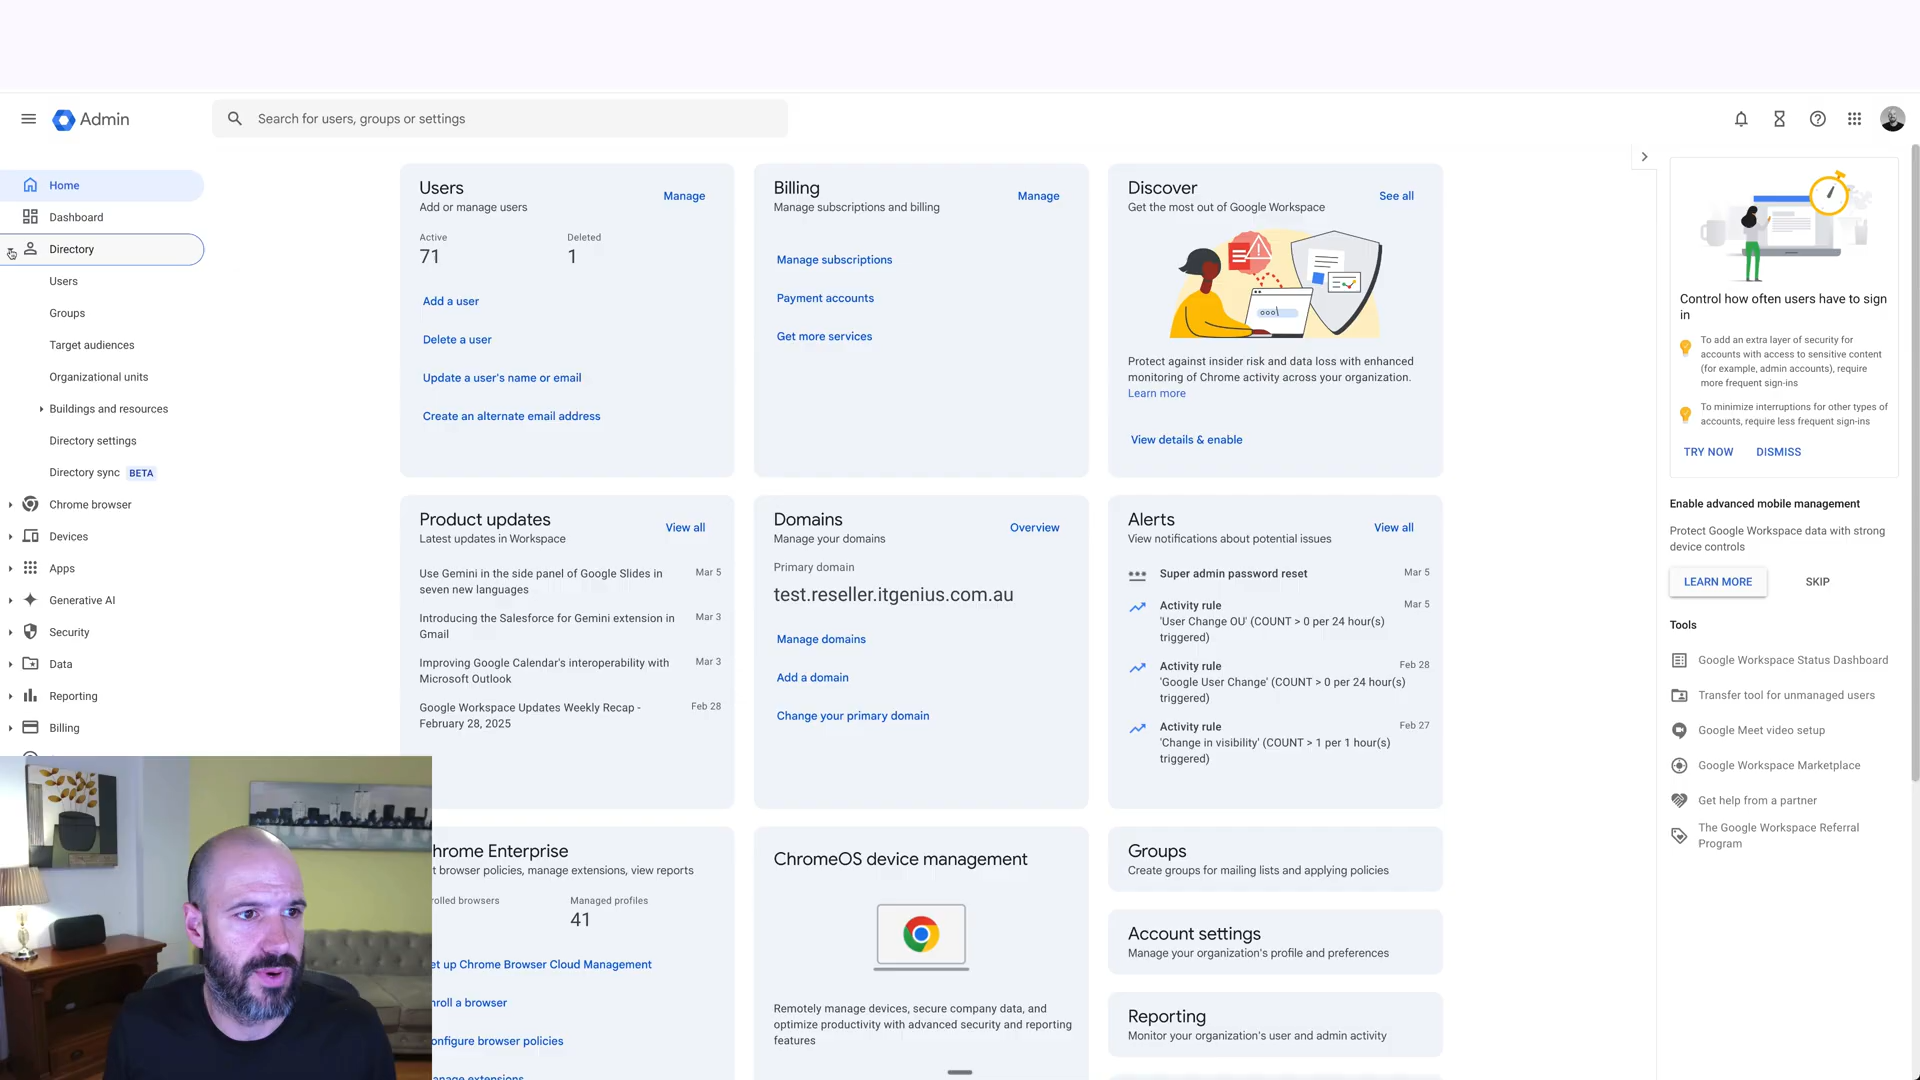 Admin
Search for users, groups or settings
Home
Dashboard
Directory
Users
Groups
Target audiences
Organizational units
Buildings and resources
Directory settings
Directory sync BETA
Chrome browser
Devices
Apps
Generative AI
Security
Data
Reporting
Billing
Users
Manage
Add or manage users
Active
Deleted
71
1
Add a user
Delete a user
Update a user's name or email
Create an alternate email address
Billing
Manage
Manage subscriptions and billing
Manage subscriptions
Payment accounts
Get more services
Discover
See all
Get the most out of Google Workspace
Protect against insider risk and data loss with enhanced
monitoring of Chrome activity across your organization.
Learn more
View details & enable
Product updates
View all
Latest updates in Workspace
Use Gemini in the side panel of Google Slides in
seven new languages
Mar 5
Introducing the Salesforce for Gemini extension in
Gmail
Mar 3
Improving Google Calendar's interoperability with
Microsoft Outlook
Mar 3
Google Workspace Updates Weekly Recap -
February 28, 2025
Feb 28
Domains
Overview
Manage your domains
Primary domain
test.reseller.itgenius.com.au
Manage domains
Add a domain
Change your primary domain
Alerts
View all
View notifications about potential issues
Super admin password reset
Mar 5
Activity rule
Mar 5
'User Change OU' (COUNT > 0 per 24 hour(s)
triggered)
Activity rule
Feb 28
'Google User Change' (COUNT > 0 per 24 hour(s)
triggered)
Activity rule
Feb 27
'Change in visibility' (COUNT > 1 per 1 hour(s)
triggered)
hrome Enterprise
t browser policies, manage extensions, view reports
rolled browsers
Managed profiles
41
et up Chrome Browser Cloud Management
nroll a browser
onfigure browser policies
anage extensions
ChromeOS device management
Remotely manage devices, secure company data, and
optimize productivity with advanced security and reporting
features
Groups
Create groups for mailing lists and applying policies
Account settings
Manage your organization's profile and preferences
Reporting
Monitor your organization's user and admin activity
Control how often users have to sign
in
To add an extra layer of security for
accounts with access to sensitive content
(for example, admin accounts), require
more frequent sign-ins
To minimize interruptions for other types of
accounts, require less frequent sign-ins
TRY NOW
DISMISS
Enable advanced mobile management
Protect Google Workspace data with strong
device controls
LEARN MORE
SKIP
Tools
Google Workspace Status Dashboard
Transfer tool for unmanaged users
Google Meet video setup
Google Workspace Marketplace
Get help from a partner
The Google Workspace Referral
Program